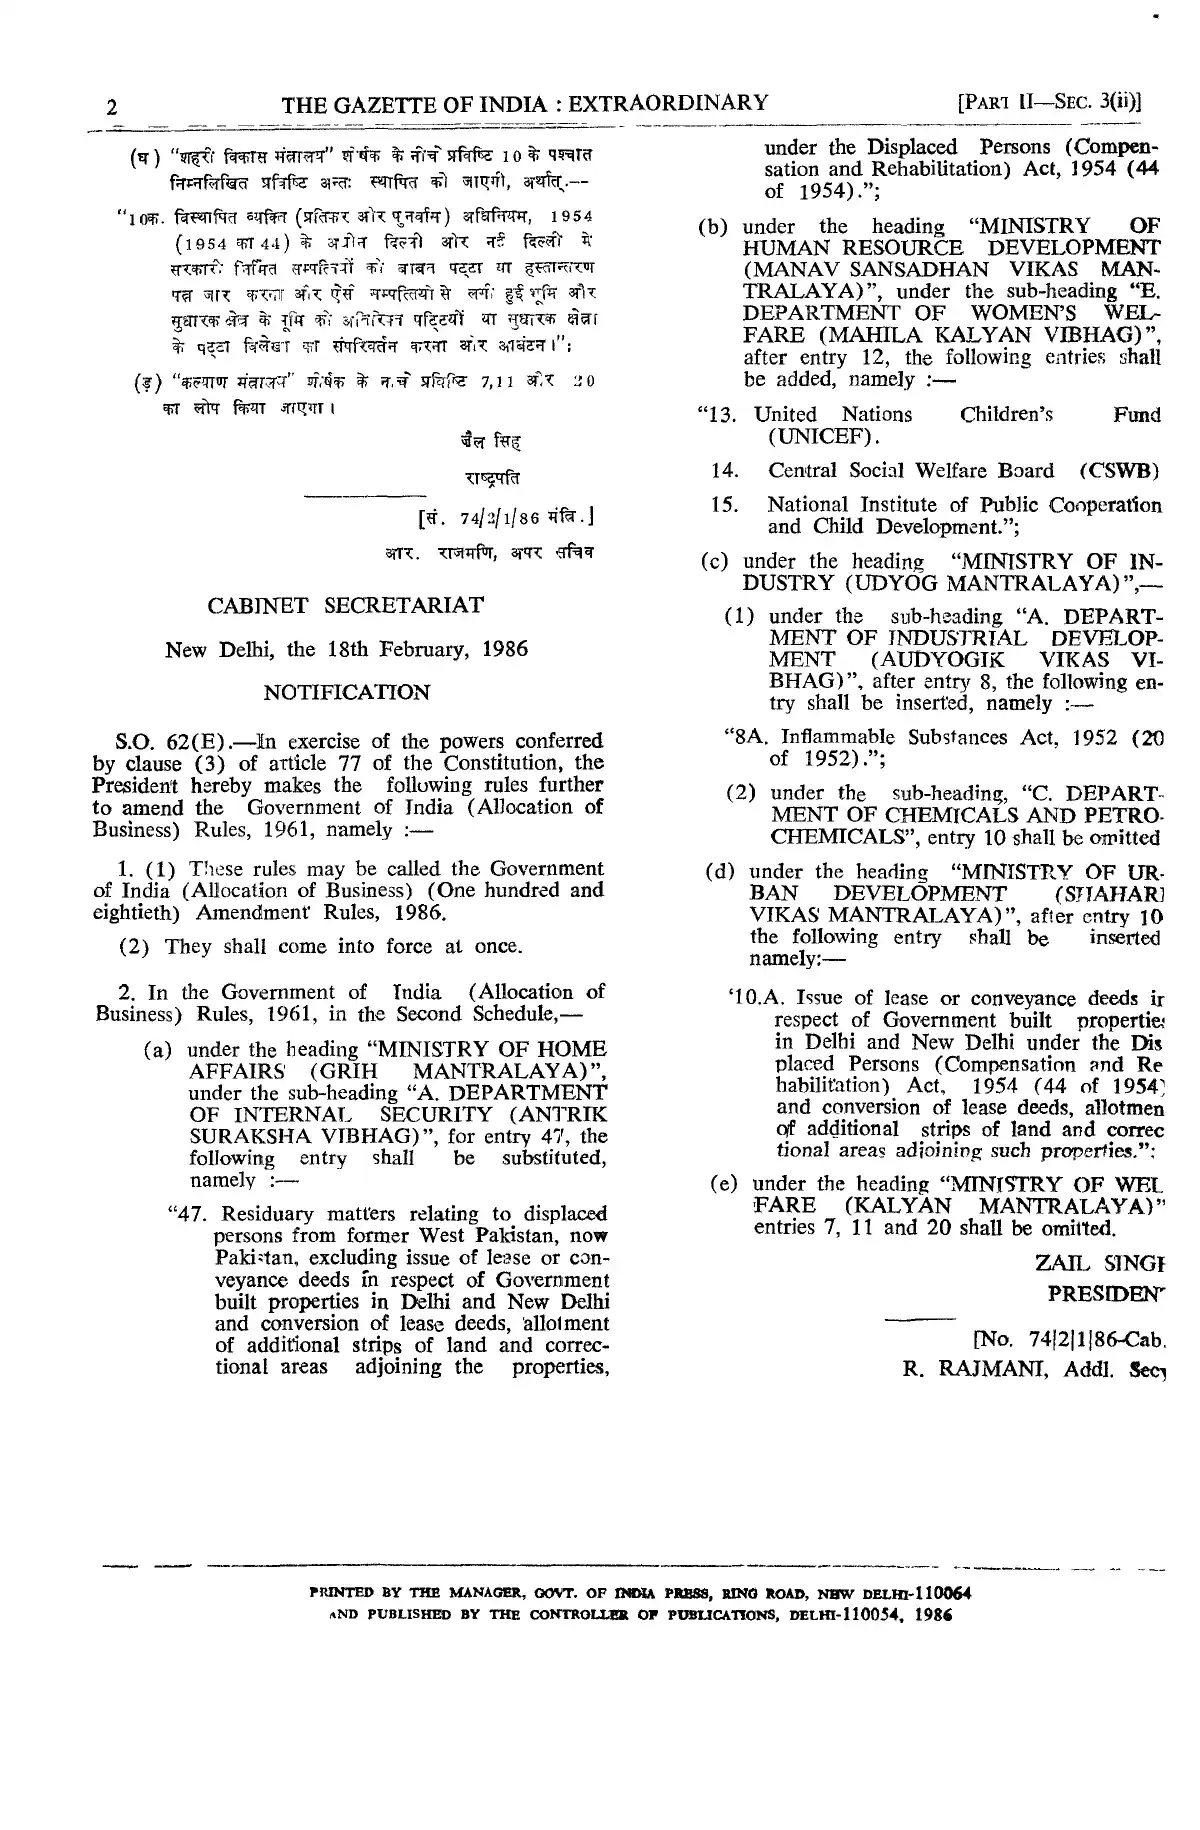 2 THE GAZETTE OF INDIA : EXTRAORDINARY [PART II—SEC. 3(ii)]
(घ) "शहरी विकास मंत्रालय" शीर्षक के नीचे प्रविष्टि 10 के पश्चात
निम्नलिखित प्रविष्टि अन्तः स्थापित की जाएगी, अर्थात्.--
"10क. विस्थापित व्यक्ति (प्रतिकर और पुनर्वास) अधिनियम, 1954
(1954 का 44) के अधीन दिल्ली और नई दिल्ली में
सरकारी निर्मित सम्पत्तियों की बाबत पट्टा या हस्तान्तरण
पत्र जारी करना और ऐसी सम्पत्तियों से लगी हुई भूमि और
सुधारक क्षेत्र के भूमि की अतिरिक्त पट्टियों या सुधारक क्षेत्रों
के पट्टा विलेखों का संपरिवर्तन करना और आबंटन।";
(ङ) "कल्याण मंत्रालय" शीर्षक के नीचे प्रविष्टि 7,11 और 20
का लोप किया जाएगा।
जैल सिंह
राष्ट्रपति
[सं. 74/2/1/86 मंत्रि.]
आर. राजमणि, अपर सचिव
CABINET SECRETARIAT
New Delhi, the 18th February, 1986
NOTIFICATION
S.O. 62(E).—In exercise of the powers conferred
by clause (3) of article 77 of the Constitution, the
President hereby makes the following rules further
to amend the Government of India (Allocation of
Business) Rules, 1961, namely :—
1. (1) These rules may be called the Government
of India (Allocation of Business) (One hundred and
eightieth) Amendment Rules, 1986.
(2) They shall come into force at once.
2. In the Government of India (Allocation of
Business) Rules, 1961, in the Second Schedule,—
(a) under the heading "MINISTRY OF HOME
AFFAIRS (GRIH MANTRALAYA)",
under the sub-heading "A. DEPARTMENT
OF INTERNAL SECURITY (ANTRIK
SURAKSHA VIBHAG)", for entry 47, the
following entry shall be substituted,
namely :—
"47. Residuary matters relating to displaced
persons from former West Pakistan, now
Pakistan, excluding issue of lease or con-
veyance deeds in respect of Government
built properties in Delhi and New Delhi
and conversion of lease deeds, allotment
of additional strips of land and correc-
tional areas adjoining the properties,
under the Displaced Persons (Compen-
sation and Rehabilitation) Act, 1954 (44
of 1954).";
(b) under the heading "MINISTRY OF
HUMAN RESOURCE DEVELOPMENT
(MANAV SANSADHAN VIKAS MAN-
TRALAYA)", under the sub-heading "E.
DEPARTMENT OF WOMEN'S WEL-
FARE (MAHILA KALYAN VIBHAG)",
after entry 12, the following entries shall
be added, namely :—
"13. United Nations Children's Fund
(UNICEF).
14. Central Social Welfare Board (CSWB)
15. National Institute of Public Cooperation
and Child Development.";
(c) under the heading "MINISTRY OF IN-
DUSTRY (UDYOG MANTRALAYA)",—
(1) under the sub-heading "A. DEPART-
MENT OF INDUSTRIAL DEVELOP-
MENT (AUDYOGIK VIKAS VI-
BHAG)", after entry 8, the following en-
try shall be inserted, namely :—
"8A. Inflammable Substances Act, 1952 (20
of 1952).";
(2) under the sub-heading, "C. DEPART-
MENT OF CHEMICALS AND PETRO-
CHEMICALS", entry 10 shall be omitted
(d) under the heading "MINISTRY OF UR-
BAN DEVELOPMENT (SHAHARI
VIKAS MANTRALAYA)", after entry 10
the following entry shall be inserted
namely:—
'10.A. Issue of lease or conveyance deeds in
respect of Government built properties
in Delhi and New Delhi under the Dis
placed Persons (Compensation and Re
habilitation) Act, 1954 (44 of 1954)
and conversion of lease deeds, allotmen
of additional strips of land and correc
tional areas adjoining such properties.";
(e) under the heading "MINISTRY OF WEL
FARE (KALYAN MANTRALAYA)"
entries 7, 11 and 20 shall be omitted.
ZAIL SINGH
PRESIDENT
[No. 74|2|1|86-Cab.
R. RAJMANI, Addl. Secy
PRINTED BY THE MANAGER, GOVT. OF INDIA PRESS, RING ROAD, NEW DELHI-110064
AND PUBLISHED BY THE CONTROLLER OF PUBLICATIONS, DELHI-110054, 1986